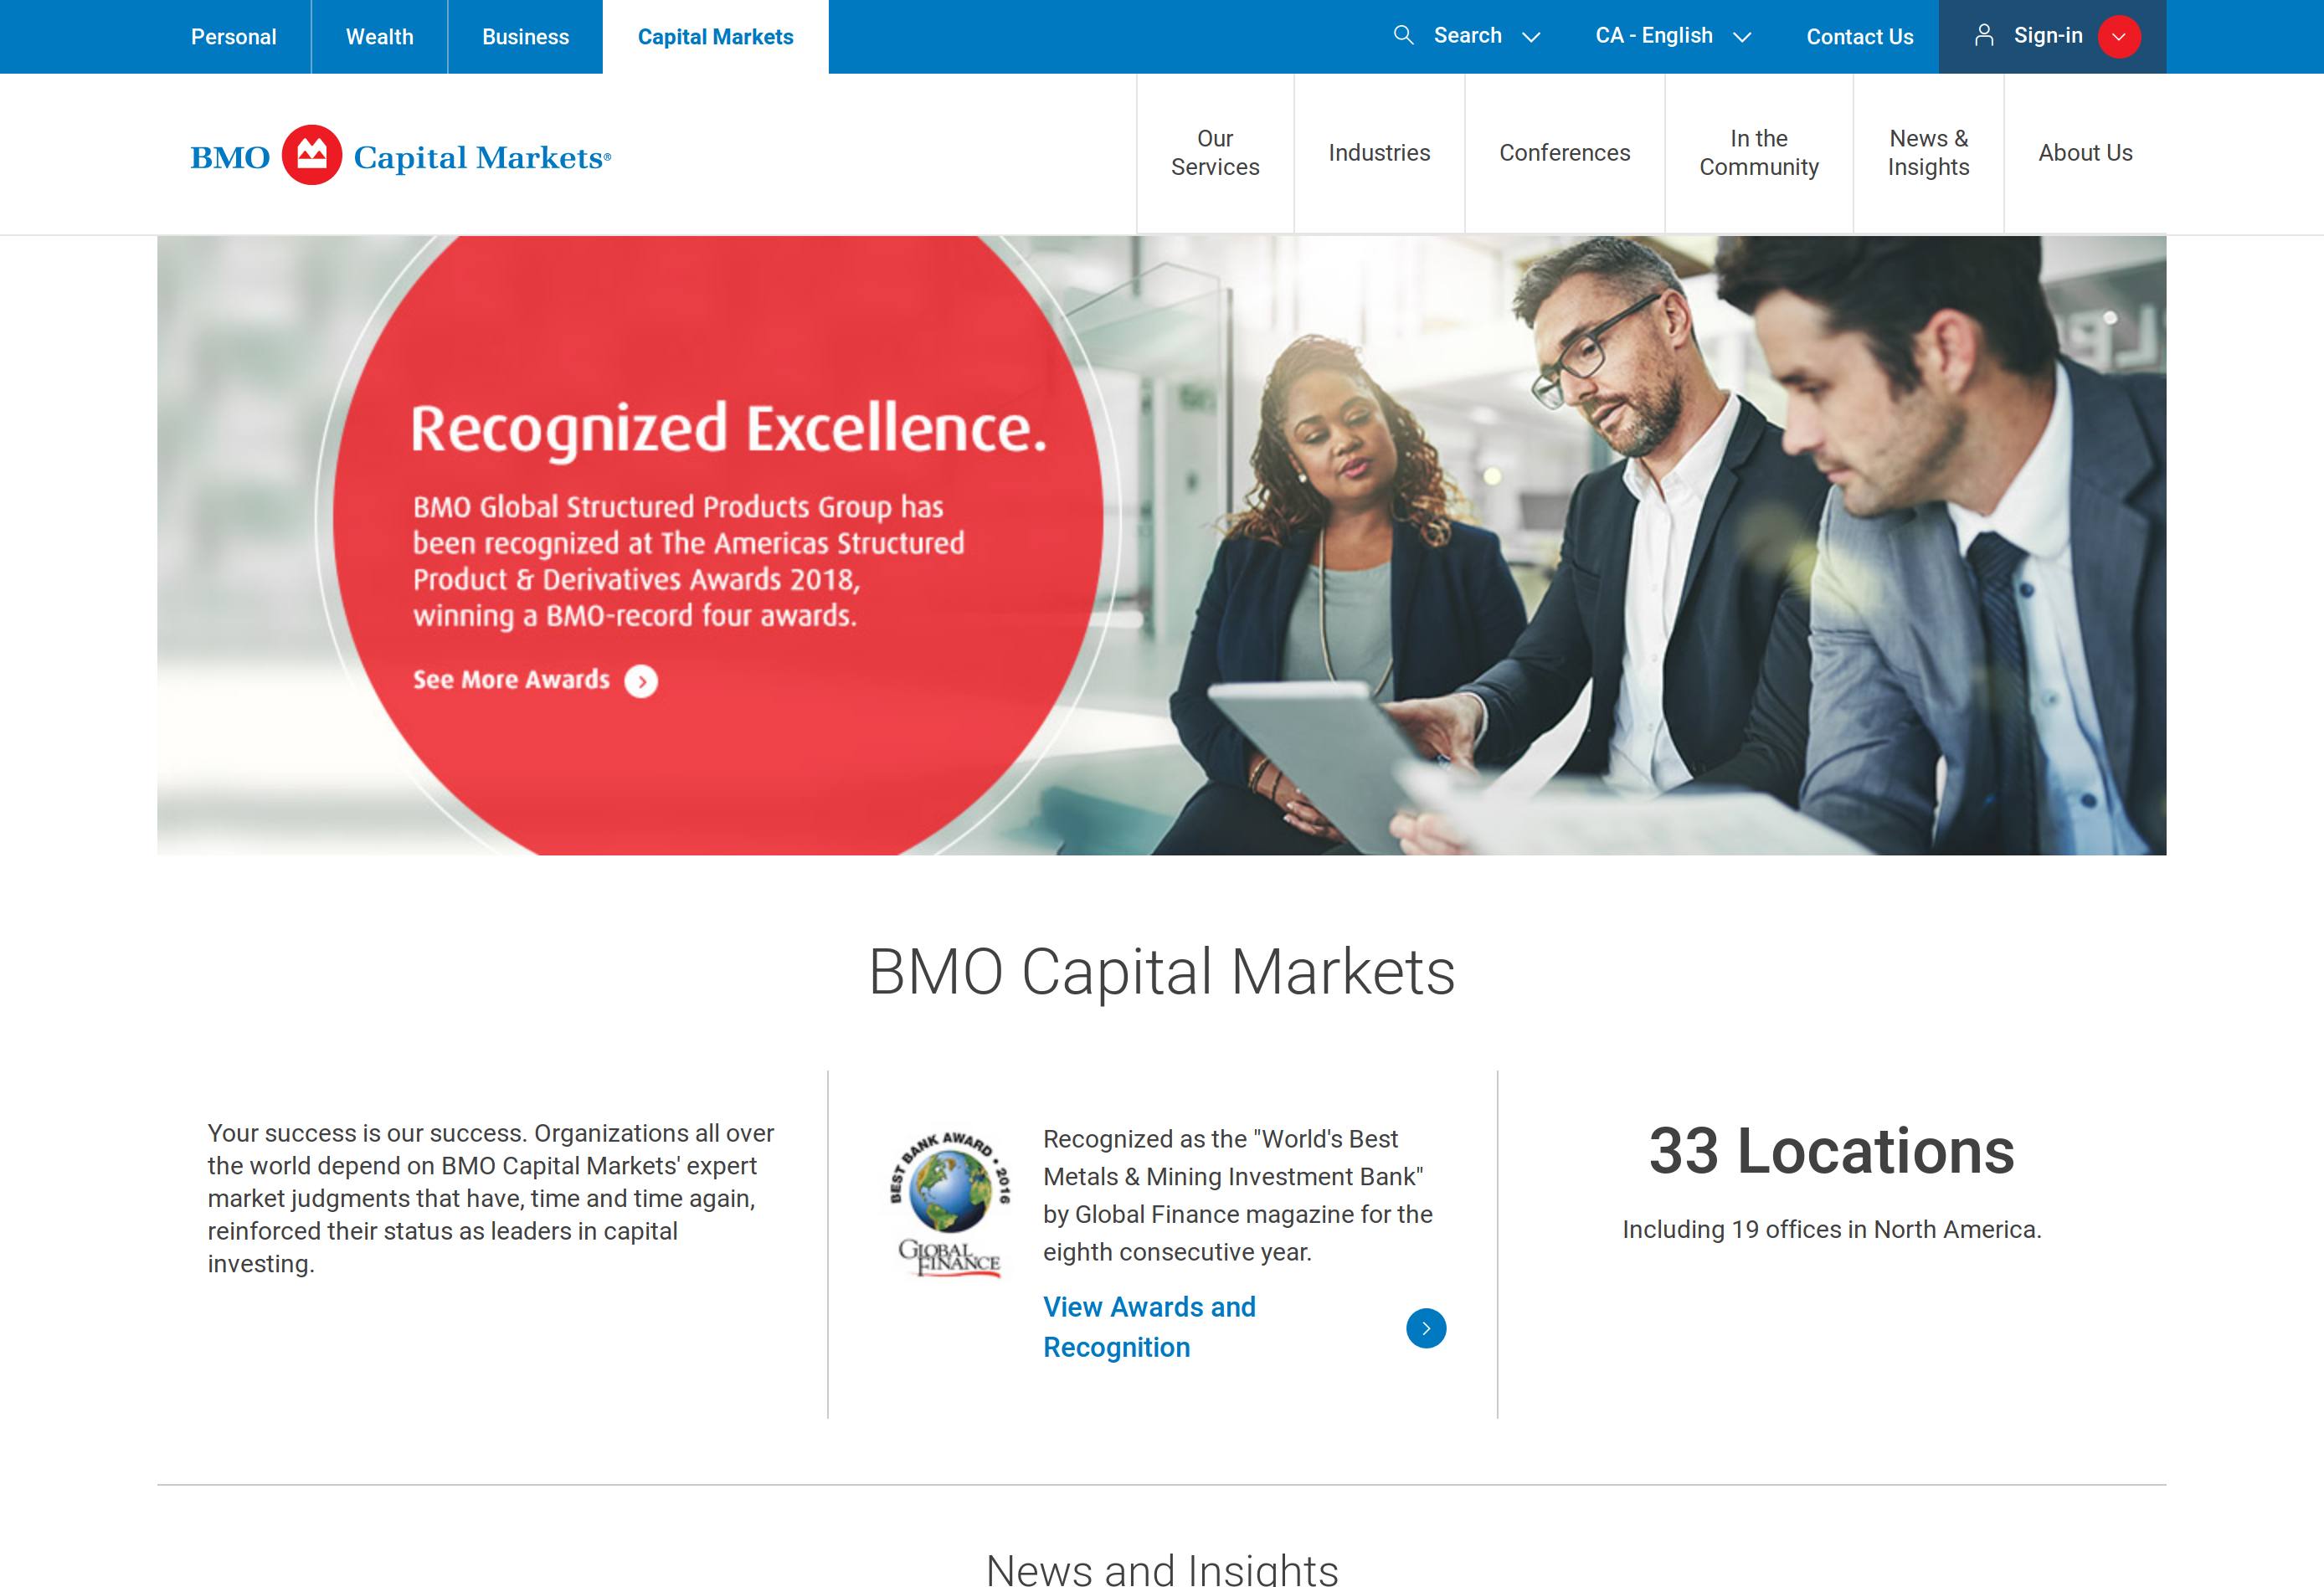 Personal
Wealth
Business
Capital Markets
Search
CA - English
Contact Us
Sign-in
BMO Capital Markets®
Our
Services
Industries
Conferences
In the
Community
News &
Insights
About Us
Recognized Excellence.
BMO Global Structured Products Group has
been recognized at The Americas Structured
Product & Derivatives Awards 2018,
winning a BMO-record four awards.
See More Awards
BMO Capital Markets
Your success is our success. Organizations all over
the world depend on BMO Capital Markets' expert
market judgments that have, time and time again,
reinforced their status as leaders in capital
investing.
BEST BANK AWARD • 2016
GLOBAL
FINANCE
Recognized as the "World's Best
Metals & Mining Investment Bank"
by Global Finance magazine for the
eighth consecutive year.
View Awards and
Recognition
33 Locations
Including 19 offices in North America.
News and Insights